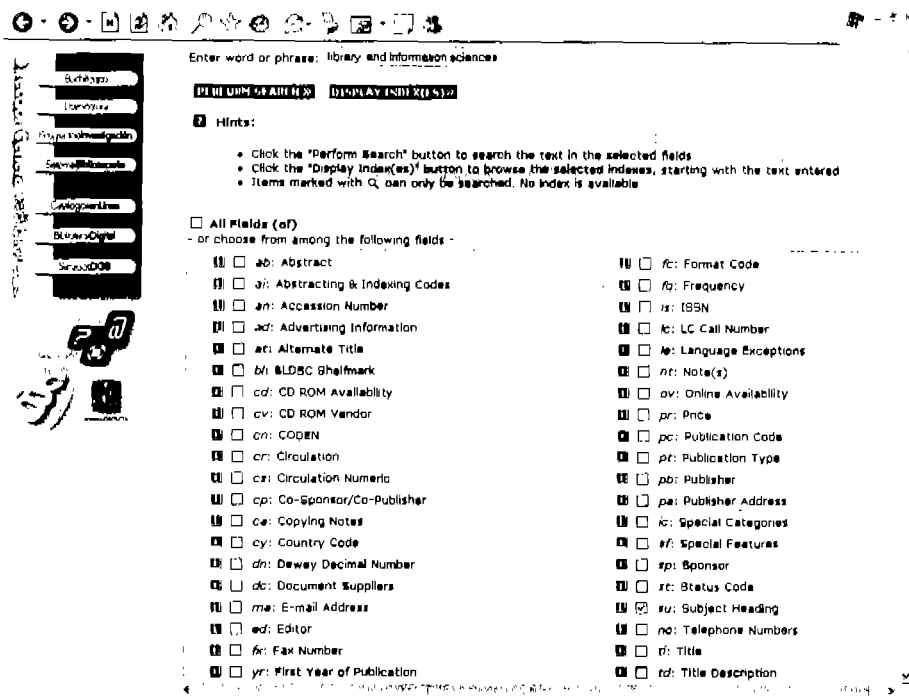 Enter word or phrase: library and information sciences
PERFORM SEARCH DISPLAY INDEX(ES)
Hints:
Click the "Perform Search" button to search the text in the selected fields
Click the "Display Index(es)" button to browse the selected indexes, starting with the text entered
Items marked with can only be searched. No index is available
All Fields (of)
- or choose from among the following fields -
ab: Abstract
ai: Abstracting & Indexing Codes
an: Accession Number
ad: Advertising Information
at: Alternate Title
bl: BLDSC Shelfmark
cd: CD ROM Availability
cv: CD ROM Vendor
cn: CODEN
cr: Circulation
cs: Circulation Numeric
cp: Co-Sponsor/Co-Publisher
ca: Copying Notes
cy: Country Code
dn: Dewey Decimal Number
dc: Document Suppliers
ma: E-mail Address
ed: Editor
fx: Fax Number
yr: First Year of Publication
fc: Format Code
fq: Frequency
is: ISSN
lc: LC Call Number
le: Language Exceptions
nt: Note(s)
ov: Online Availability
pr: Price
pc: Publication Code
pt: Publication Type
pb: Publisher
pa: Publisher Address
ic: Special Categories
sf: Special Features
sp: Sponsor
st: Status Code
su: Subject Heading
no: Telephone Numbers
ti: Title
td: Title Description